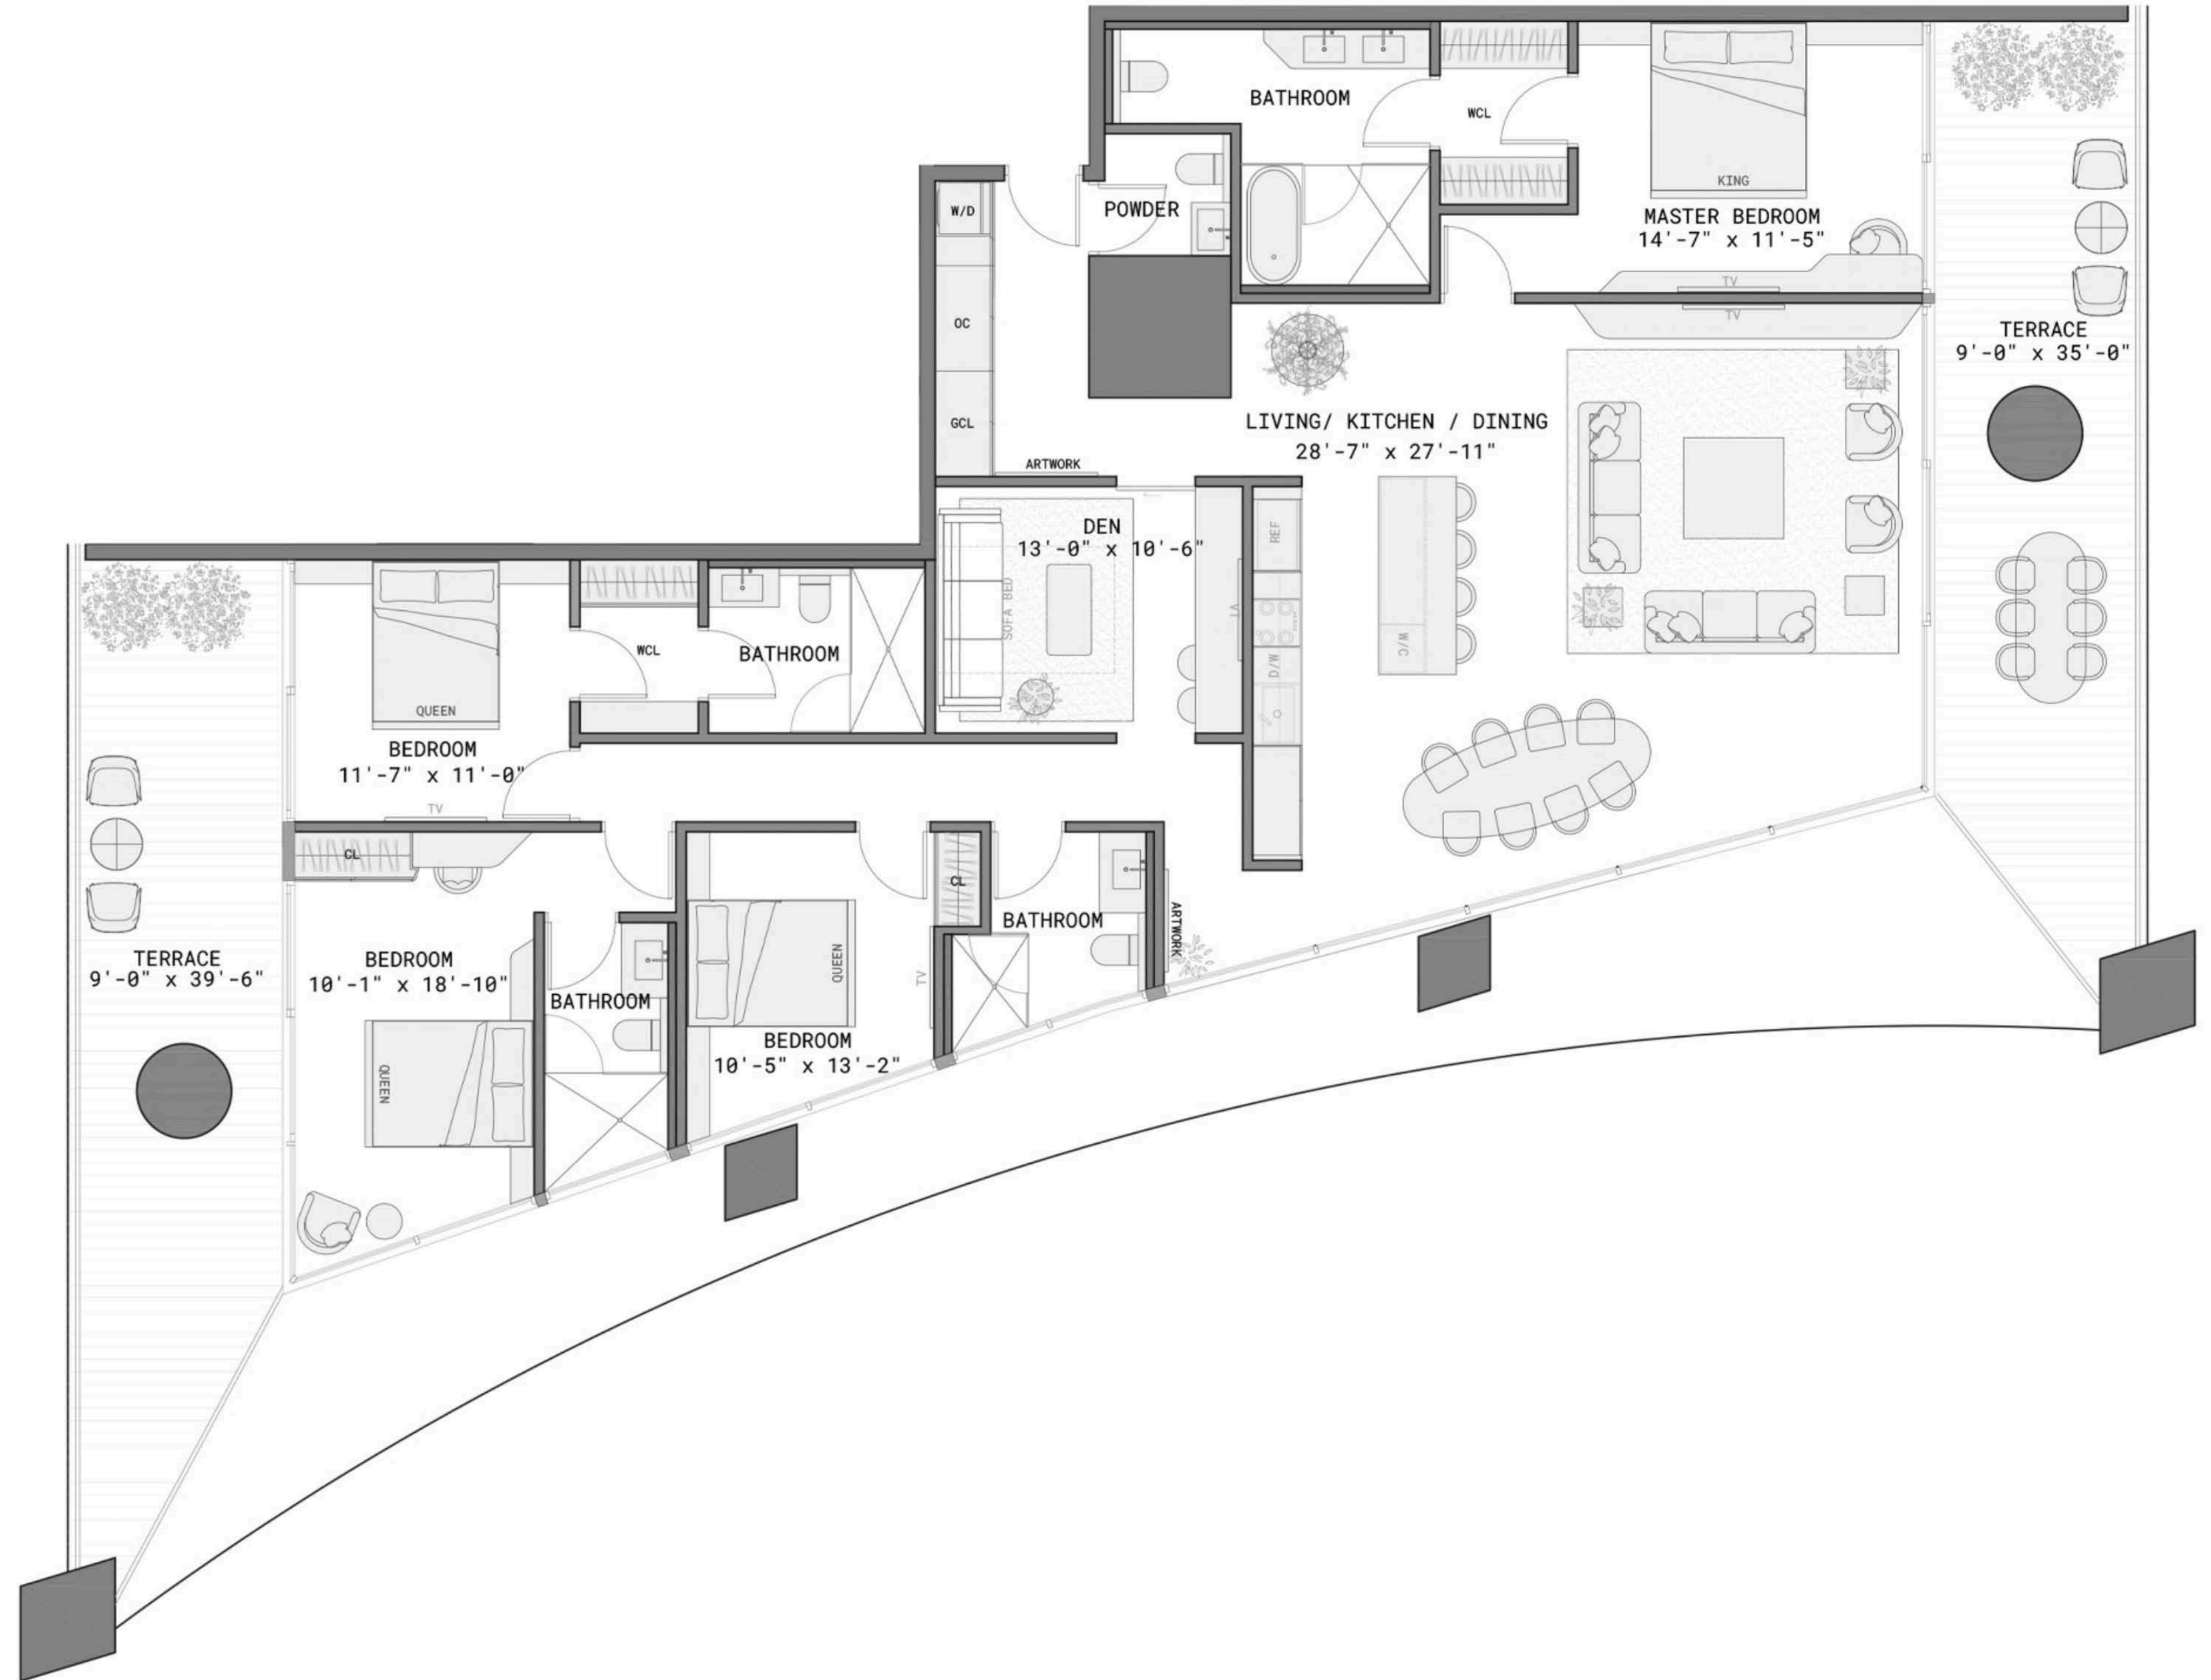 BATHROOM
WCL
KING
MASTER BEDROOM
14'-7" x 11'-5"
TV
TV
W/D
POWDER
OC
GCL
ARTWORK
TERRACE
9'-0" x 35'-0"
LIVING/ KITCHEN / DINING
28'-7" x 27'-11"
DEN
13'-0" x 10'-6"
SOFA BED
TV
REF
D/W
W/C
QUEEN
BEDROOM
11'-7" x 11'-0"
TV
WCL
BATHROOM
CL
TERRACE
9'-0" x 39'-6"
BEDROOM
10'-1" x 18'-10"
QUEEN
BATHROOM
QUEEN
BEDROOM
10'-5" x 13'-2"
TV
CL
BATHROOM
ARTWORK